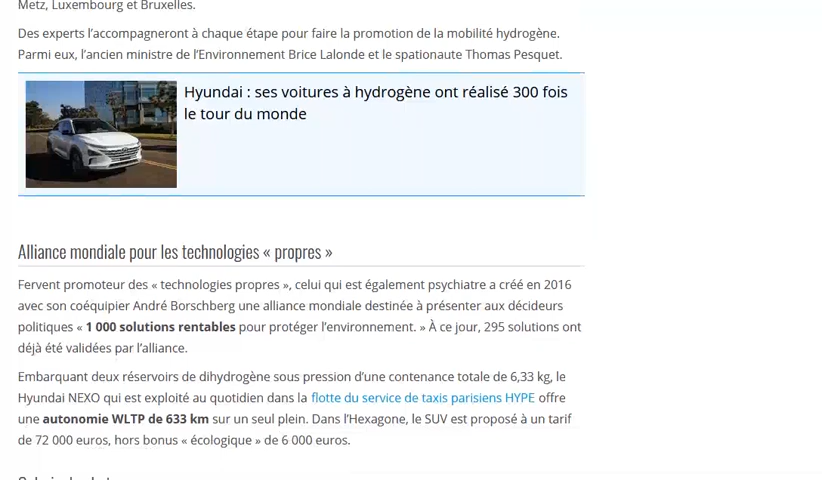 Metz, Luxembourg et Bruxelles.
Des experts l’accompagneront à chaque étape pour faire la promotion de la mobilité hydrogène.
Parmi eux, l’ancien ministre de l’Environnement Brice Lalonde et le spationaute Thomas Pesquet.
Hyundai : ses voitures à hydrogène ont réalisé 300 fois
le tour du monde
Alliance mondiale pour les technologies « propres »
Fervent promoteur des « technologies propres », celui qui est également psychiatre a créé en 2016
avec son coéquipier André Borschberg une alliance mondiale destinée à présenter aux décideurs
politiques « 1 000 solutions rentables pour protéger l’environnement. » À ce jour, 295 solutions ont
déjà été validées par l’alliance.
Embarquant deux réservoirs de dihydrogène sous pression d’une contenance totale de 6,33 kg, le
Hyundai NEXO qui est exploité au quotidien dans la flotte du service de taxis parisiens HYPE offre
une autonomie WLTP de 633 km sur un seul plein. Dans l’Hexagone, le SUV est proposé à un tarif
de 72 000 euros, hors bonus « écologique » de 6 000 euros.